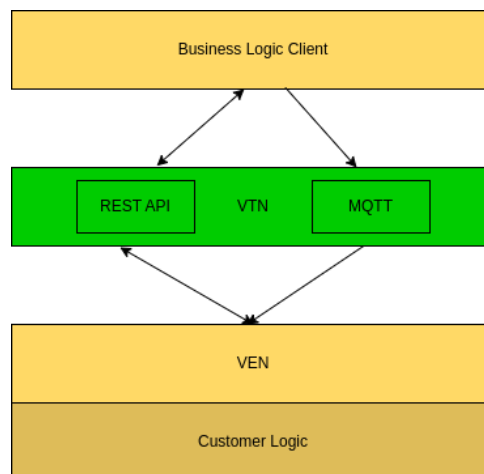 Business Logic Client
REST API VTN MQTT
VEN
Customer Logic